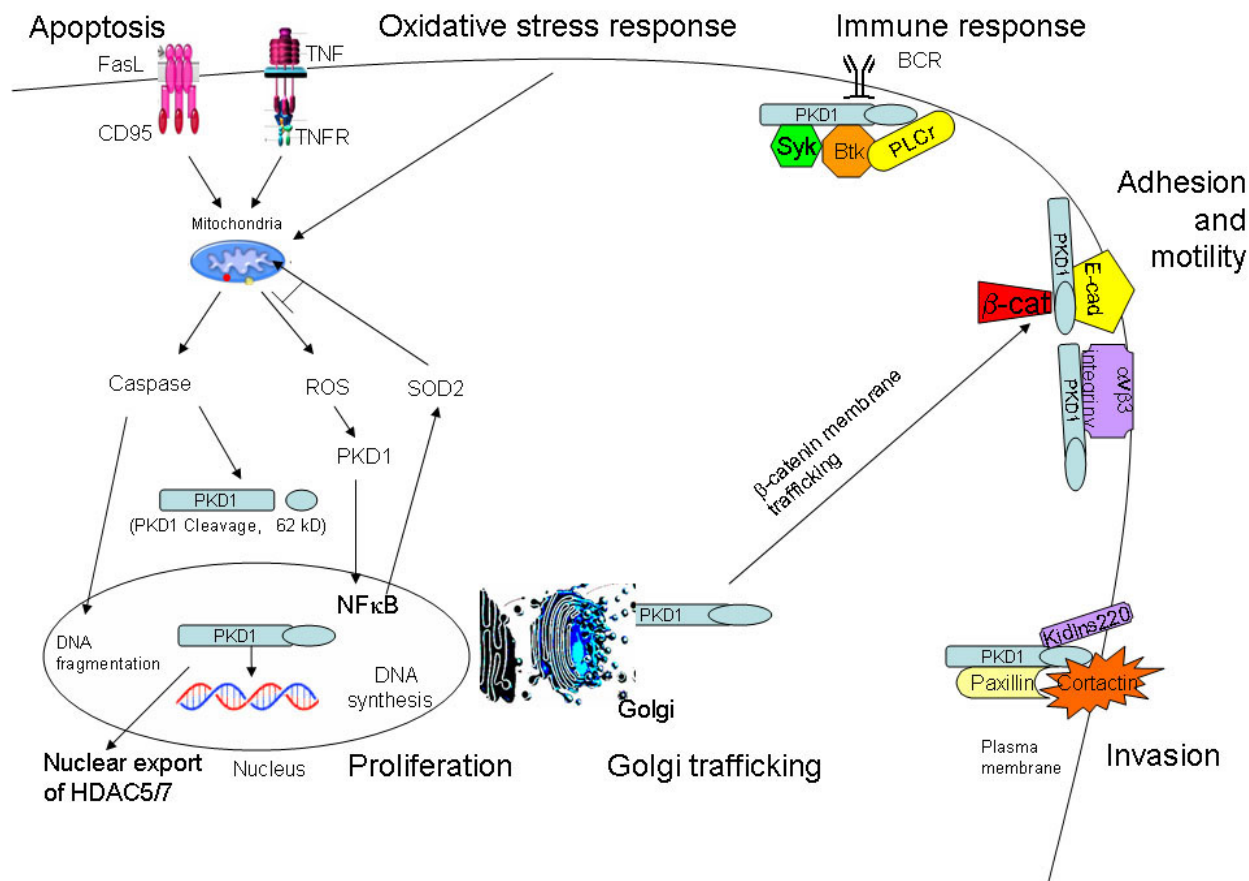 Apoptosis
Oxidative stress response
Immune response
FasL
TNF
BCR
CD95
TNFR
PKD1
Syk
Btk
PLCr
Adhesion
and
motility
Mitochondria
PKD1
E-cad
β-cat
PKD1
integriny
αVβ3
Caspase
ROS
SOD2
PKD1
β-catenin membrane
trafficking
PKD1
(PKD1 Cleavage, 62 kD)
NFκB
PKD1
DNA
fragmentation
PKD1
DNA
synthesis
Golgi
KidIns220
PKD1
Paxillin
Cortactin
Nuclear export
of HDAC5/7
Nucleus
Proliferation
Golgi trafficking
Plasma
membrane
Invasion